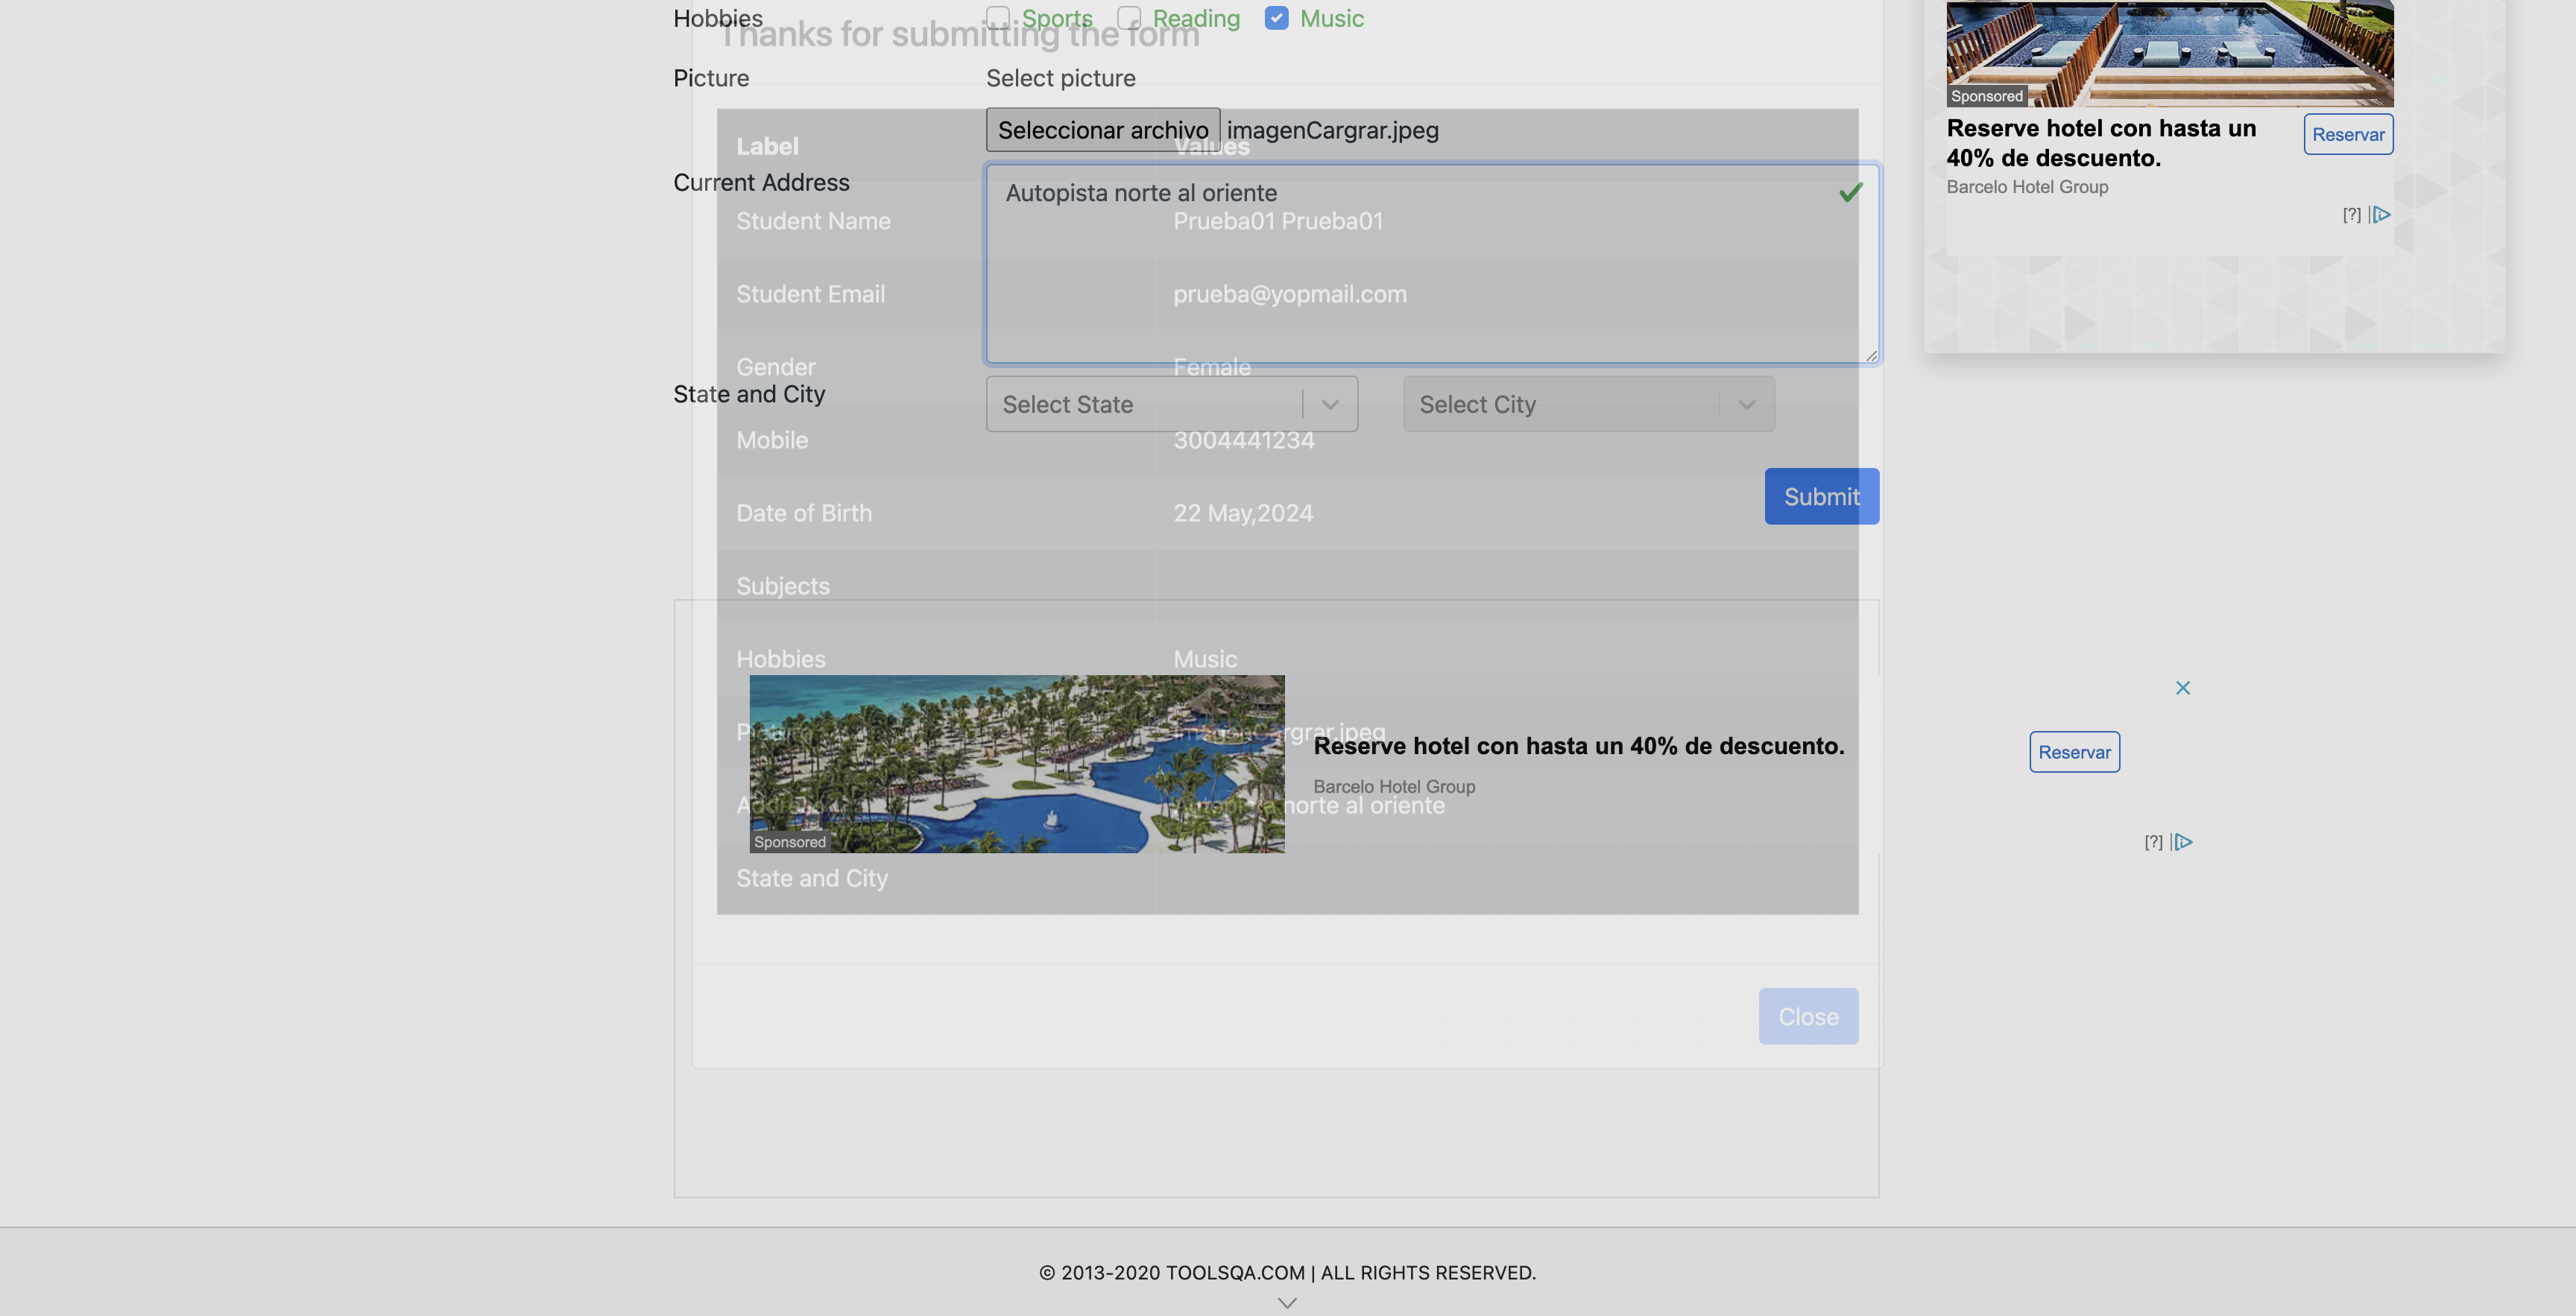 Hobbies
Sports Reading Music
Thanks for submitting the form
Picture
Select picture
Seleccionar archivo imagenCargrar.jpeg
Label Values
Current Address
Autopista norte al oriente
Student Name Prueba01 Prueba01
Student Email prueba@yopmail.com
Gender Female
State and City
Select State Select City
Mobile 3004441234
Submit
Date of Birth 22 May,2024
Subjects
Hobbies Music
rgrar.jpeg
Reserve hotel con hasta un 40% de descuento.
Barcelo Hotel Group
norte al oriente
Sponsored
State and City
Close
Sponsored
Reserve hotel con hasta un
40% de descuento.
Reservar
Barcelo Hotel Group
[?]
Reservar
[?]
© 2013-2020 TOOLSQA.COM | ALL RIGHTS RESERVED.